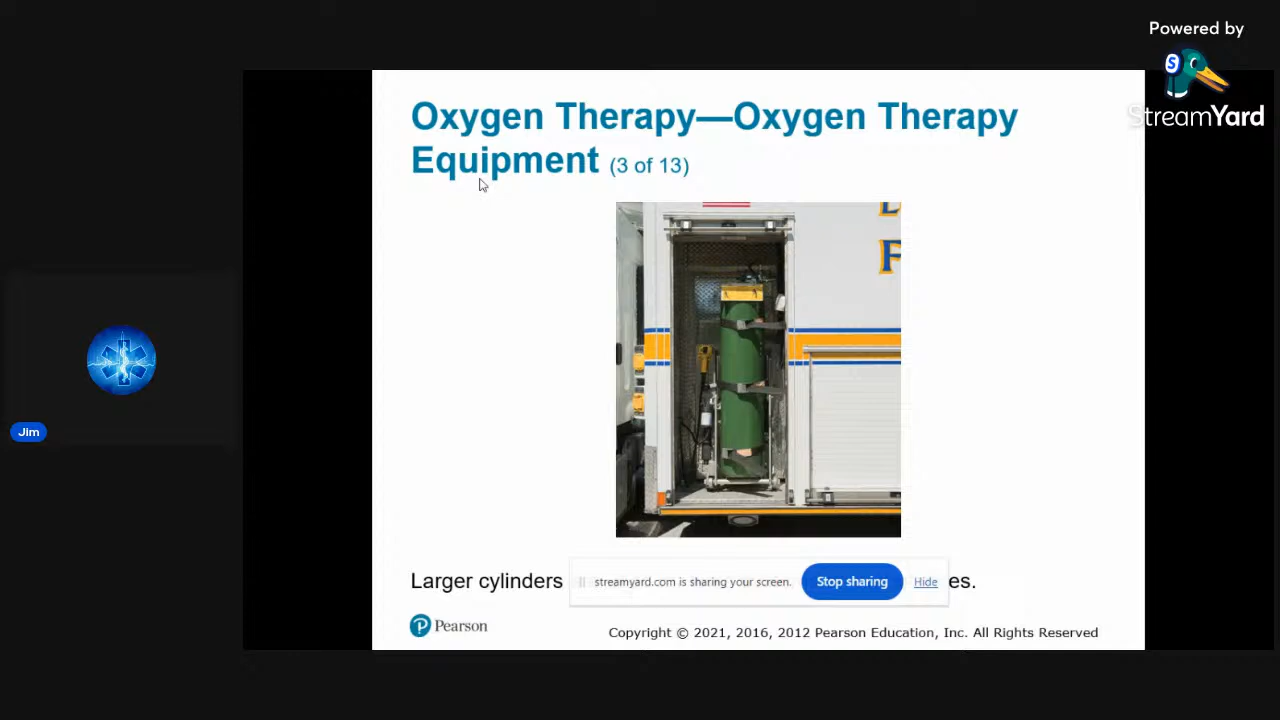 Powered by
StreamYard
Oxygen Therapy—Oxygen Therapy
Equipment (3 of 13)
F
Jim
Larger cylinders
streamyard.com is sharing your screen.
Stop sharing
Hide
es.
Pearson
Copyright © 2021, 2016, 2012 Pearson Education, Inc. All Rights Reserved